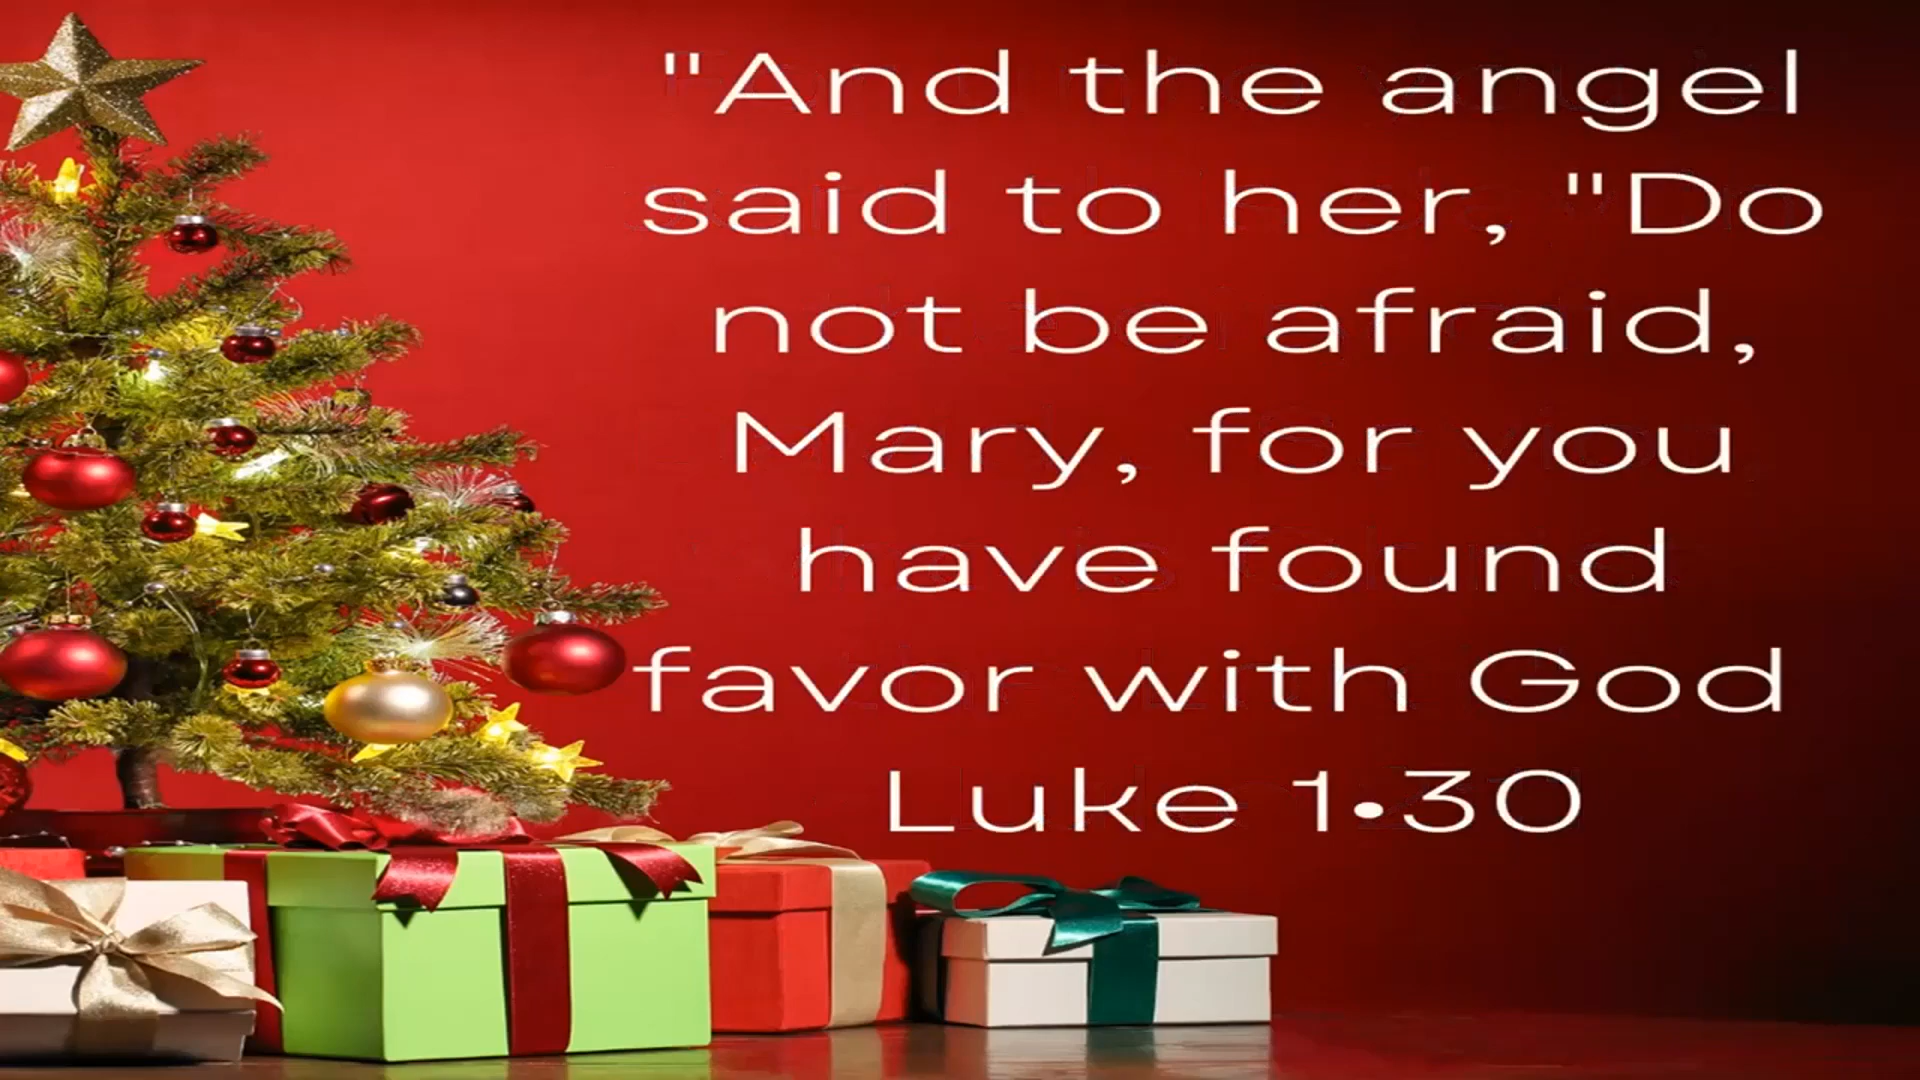 "And the angel
said to her, "Do
not be afraid,
Mary, for you
have found
favor with God
Luke 1•30